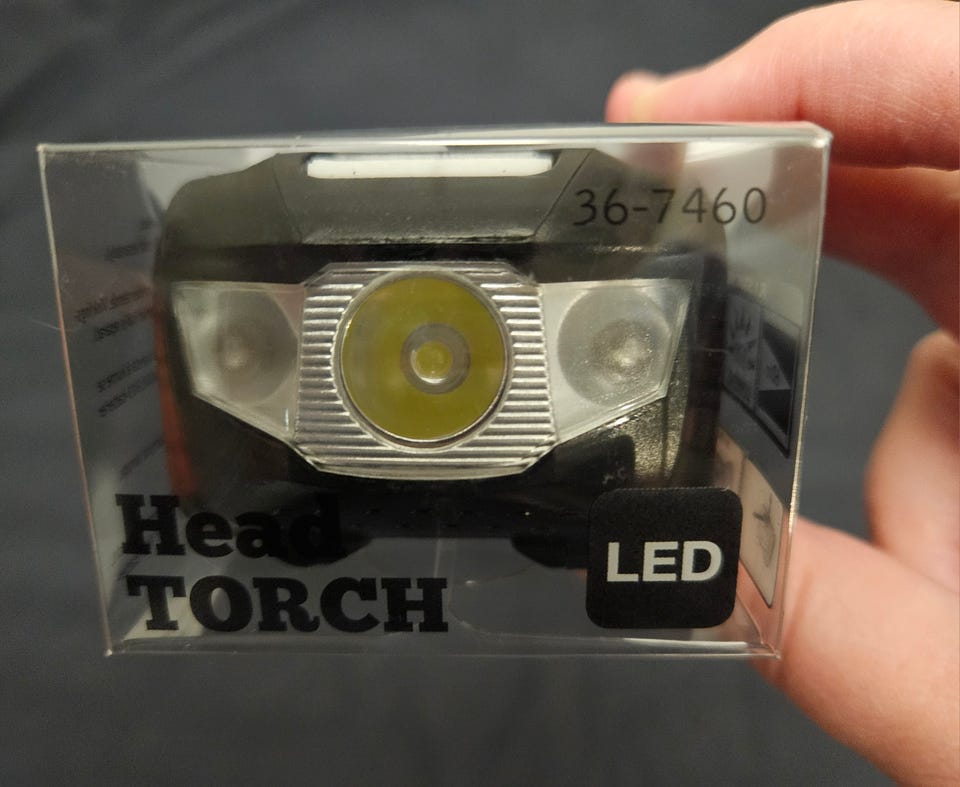 36-7460
Head
TORCH
LED